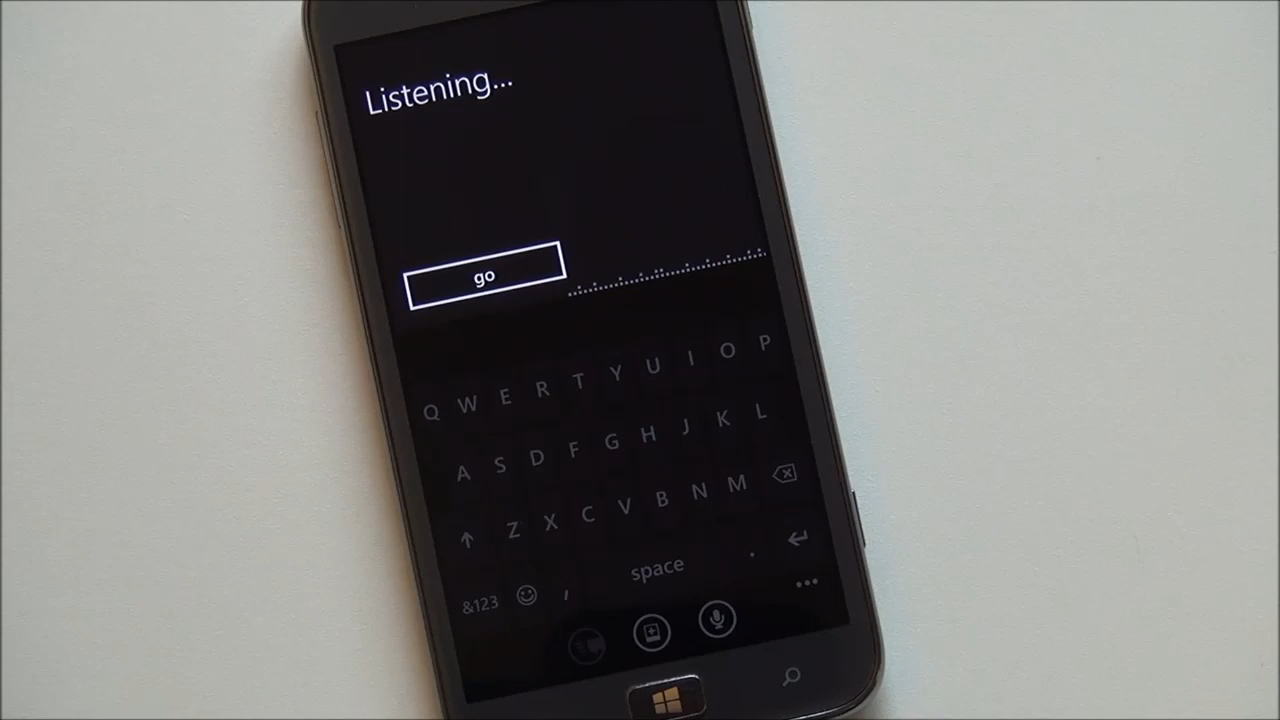 Listening...
go
Q W E R T Y U I O P
A S D F G H J K L
Z X C V B N M
&123 , space .